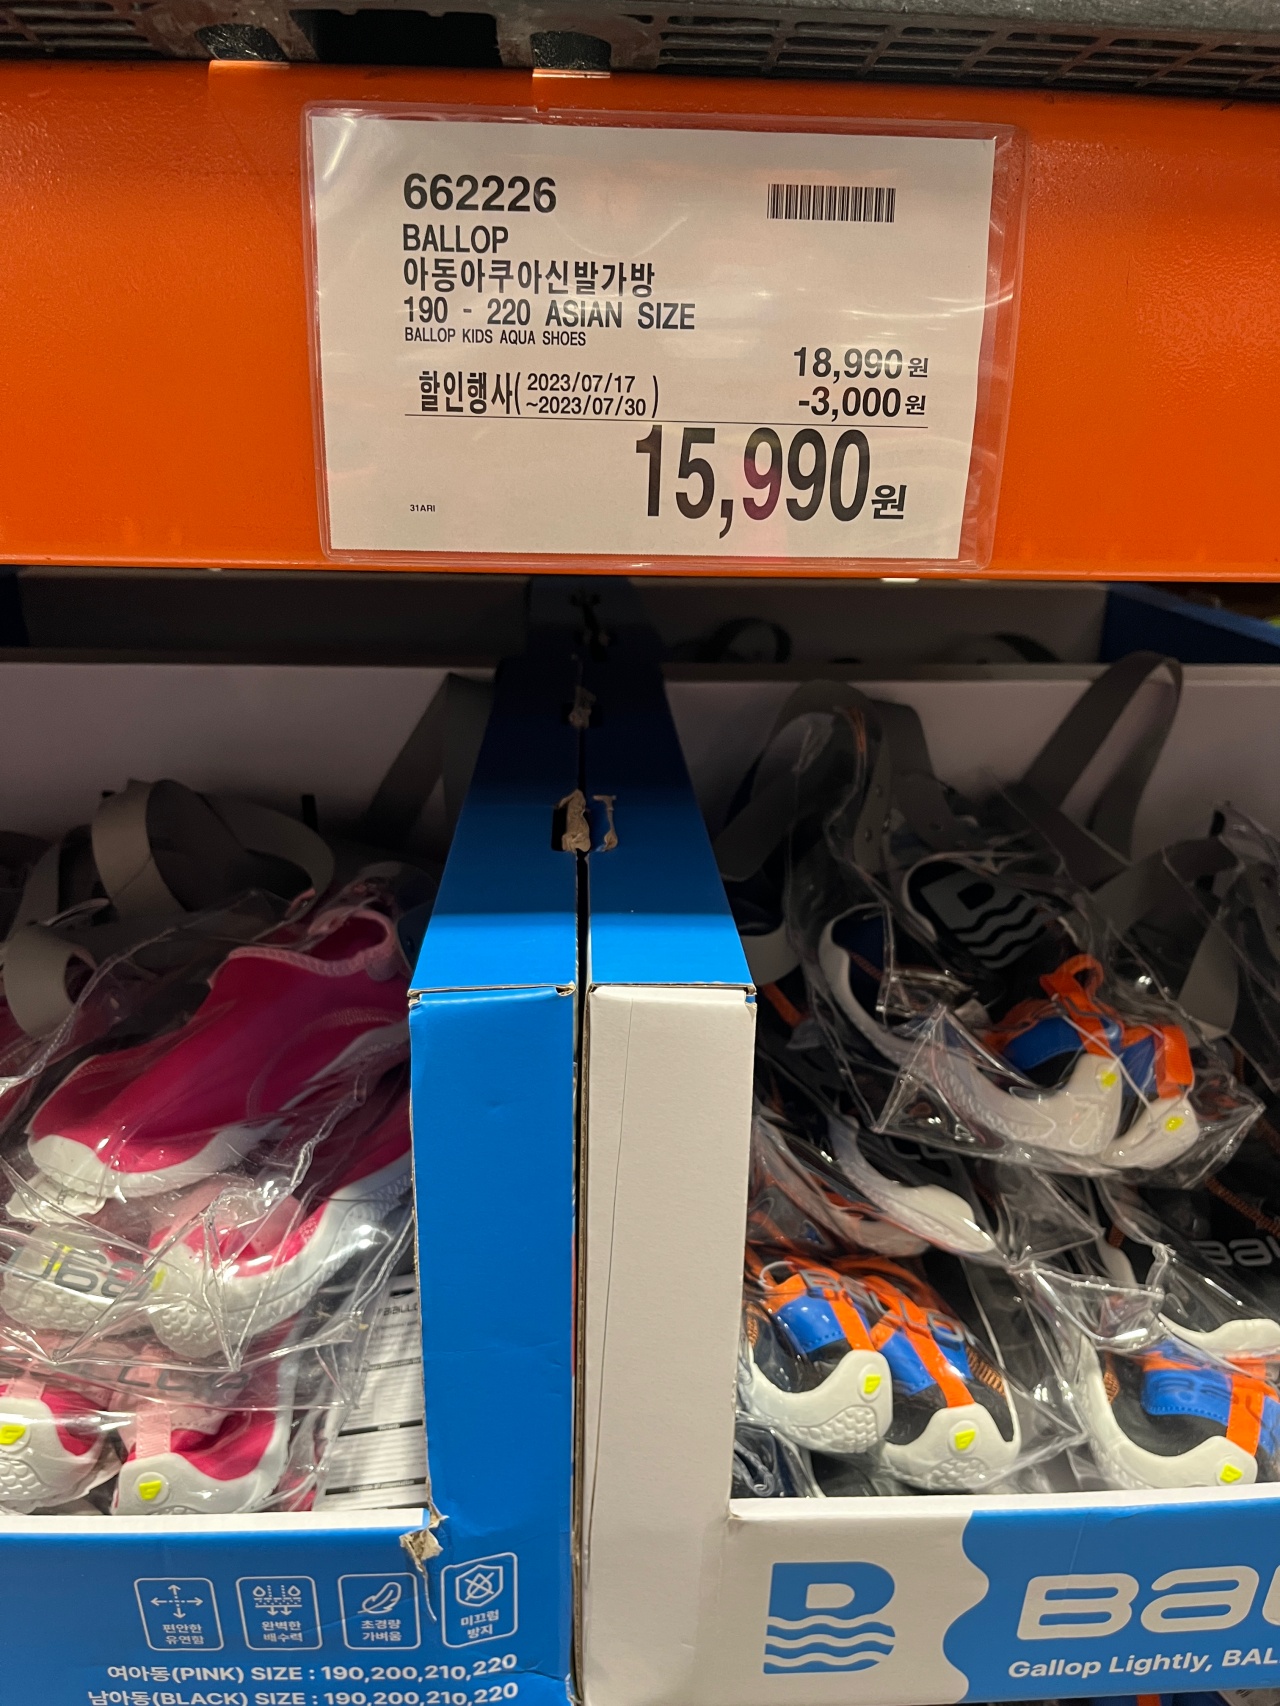 662226
BALLOP
아동아쿠아신발가방
190 - 220 ASIAN SIZE
BALLOP KIDS AQUA SHOES
18,990원
할인행사( 2023/07/17 ~2023/07/30 )
-3,000원
15,990원
31ARI
편안한 유연함
완벽한 배수력
초경량 가벼움
미끄럼 방지
여아동(PINK) SIZE : 190,200,210,220
남아동(BLACK) SIZE : 190,200,210,220
Gallop Lightly,